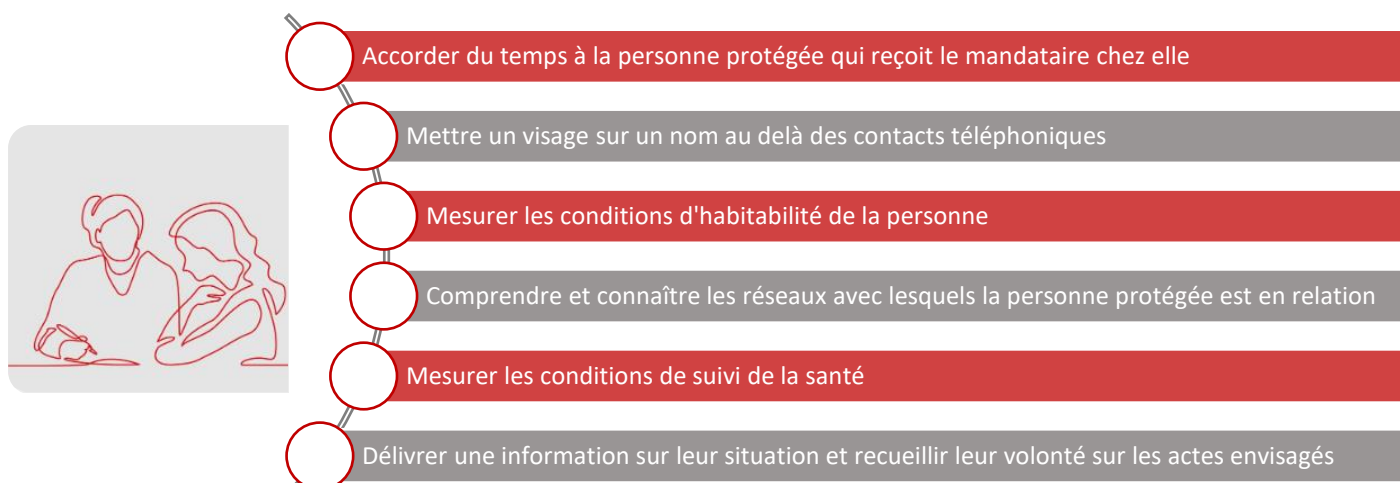 Accorder du temps à la personne protégée qui reçoit le mandataire chez elle
Mettre un visage sur un nom au delà des contacts téléphoniques
Mesurer les conditions d'habitabilité de la personne
Comprendre et connaître les réseaux avec lesquels la personne protégée est en relation
Mesurer les conditions de suivi de la santé
Délivrer une information sur leur situation et recueillir leur volonté sur les actes envisagés